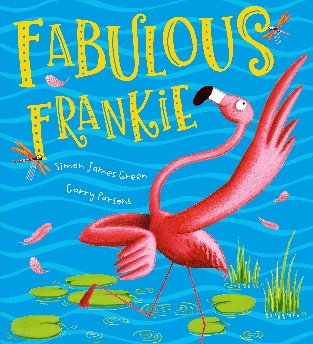 FABULOUS
FRANKIE
Simon James Green
Garry Parsons